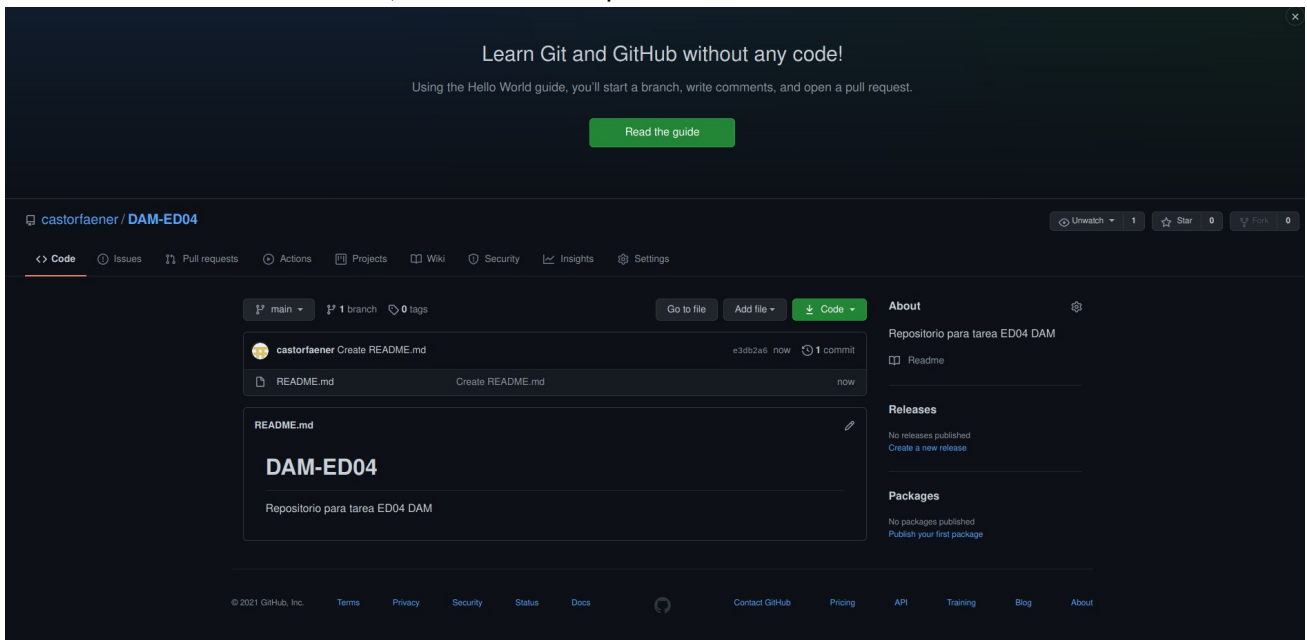 Learn Git and GitHub without any code!
Using the Hello World guide, you'll start a branch, write comments, and open a pull request.
Read the guide
castorfaener / DAM-ED04
Unwatch 1 Star 0 Fork 0
<> Code Issues Pull requests Actions Projects Wiki Security Insights Settings
main 1 branch 0 tags Go to file Add file Code
castorfaener Create README.md e3db2a6 now 1 commit
README.md Create README.md now
README.md
DAM-ED04
Repositorio para tarea ED04 DAM
About
Repositorio para tarea ED04 DAM
Readme
Releases
No releases published
Create a new release
Packages
No packages published
Publish your first package
© 2021 GitHub, Inc. Terms Privacy Security Status Docs Contact GitHub Pricing API Training Blog About